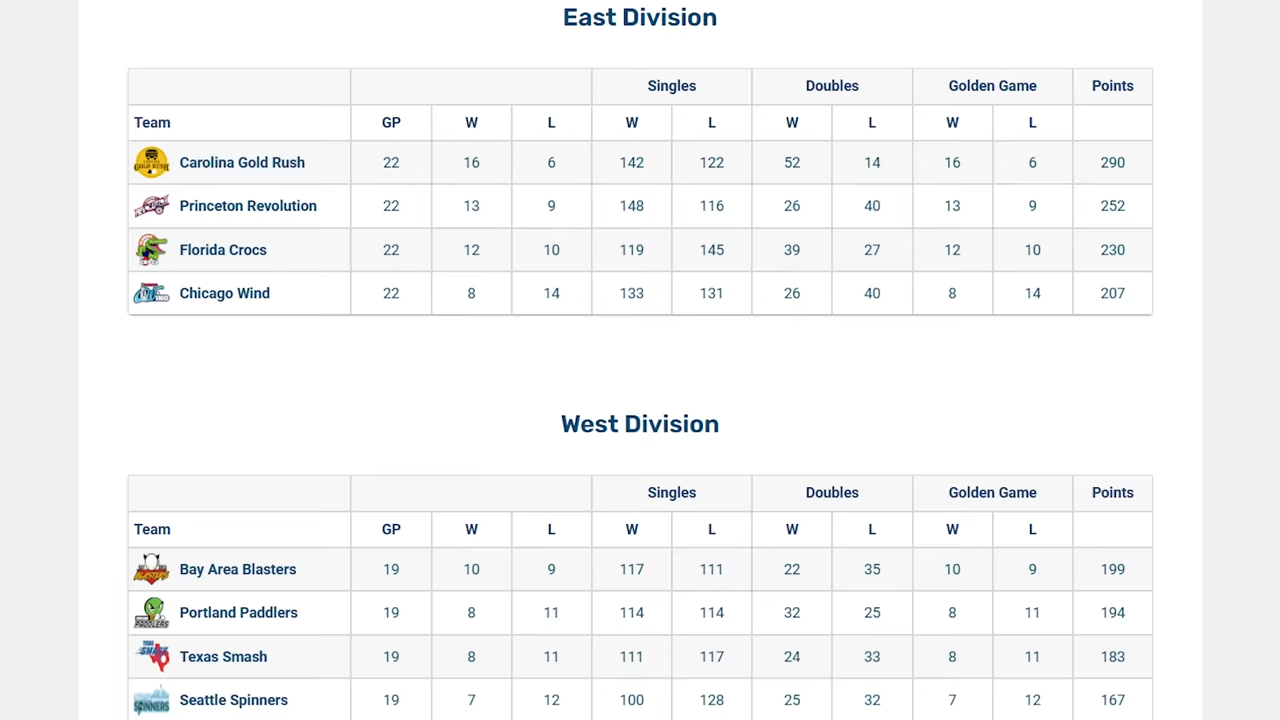 East Division
Singles Doubles Golden Game Points
Team GP W L W L W L W L
Carolina Gold Rush 22 16 6 142 122 52 14 16 6 290
Princeton Revolution 22 13 9 148 116 26 40 13 9 252
Florida Crocs 22 12 10 119 145 39 27 12 10 230
Chicago Wind 22 8 14 133 131 26 40 8 14 207
West Division
Singles Doubles Golden Game Points
Team GP W L W L W L W L
Bay Area Blasters 19 10 9 117 111 22 35 10 9 199
Portland Paddlers 19 8 11 114 114 32 25 8 11 194
Texas Smash 19 8 11 111 117 24 33 8 11 183
Seattle Spinners 19 7 12 100 128 25 32 7 12 167